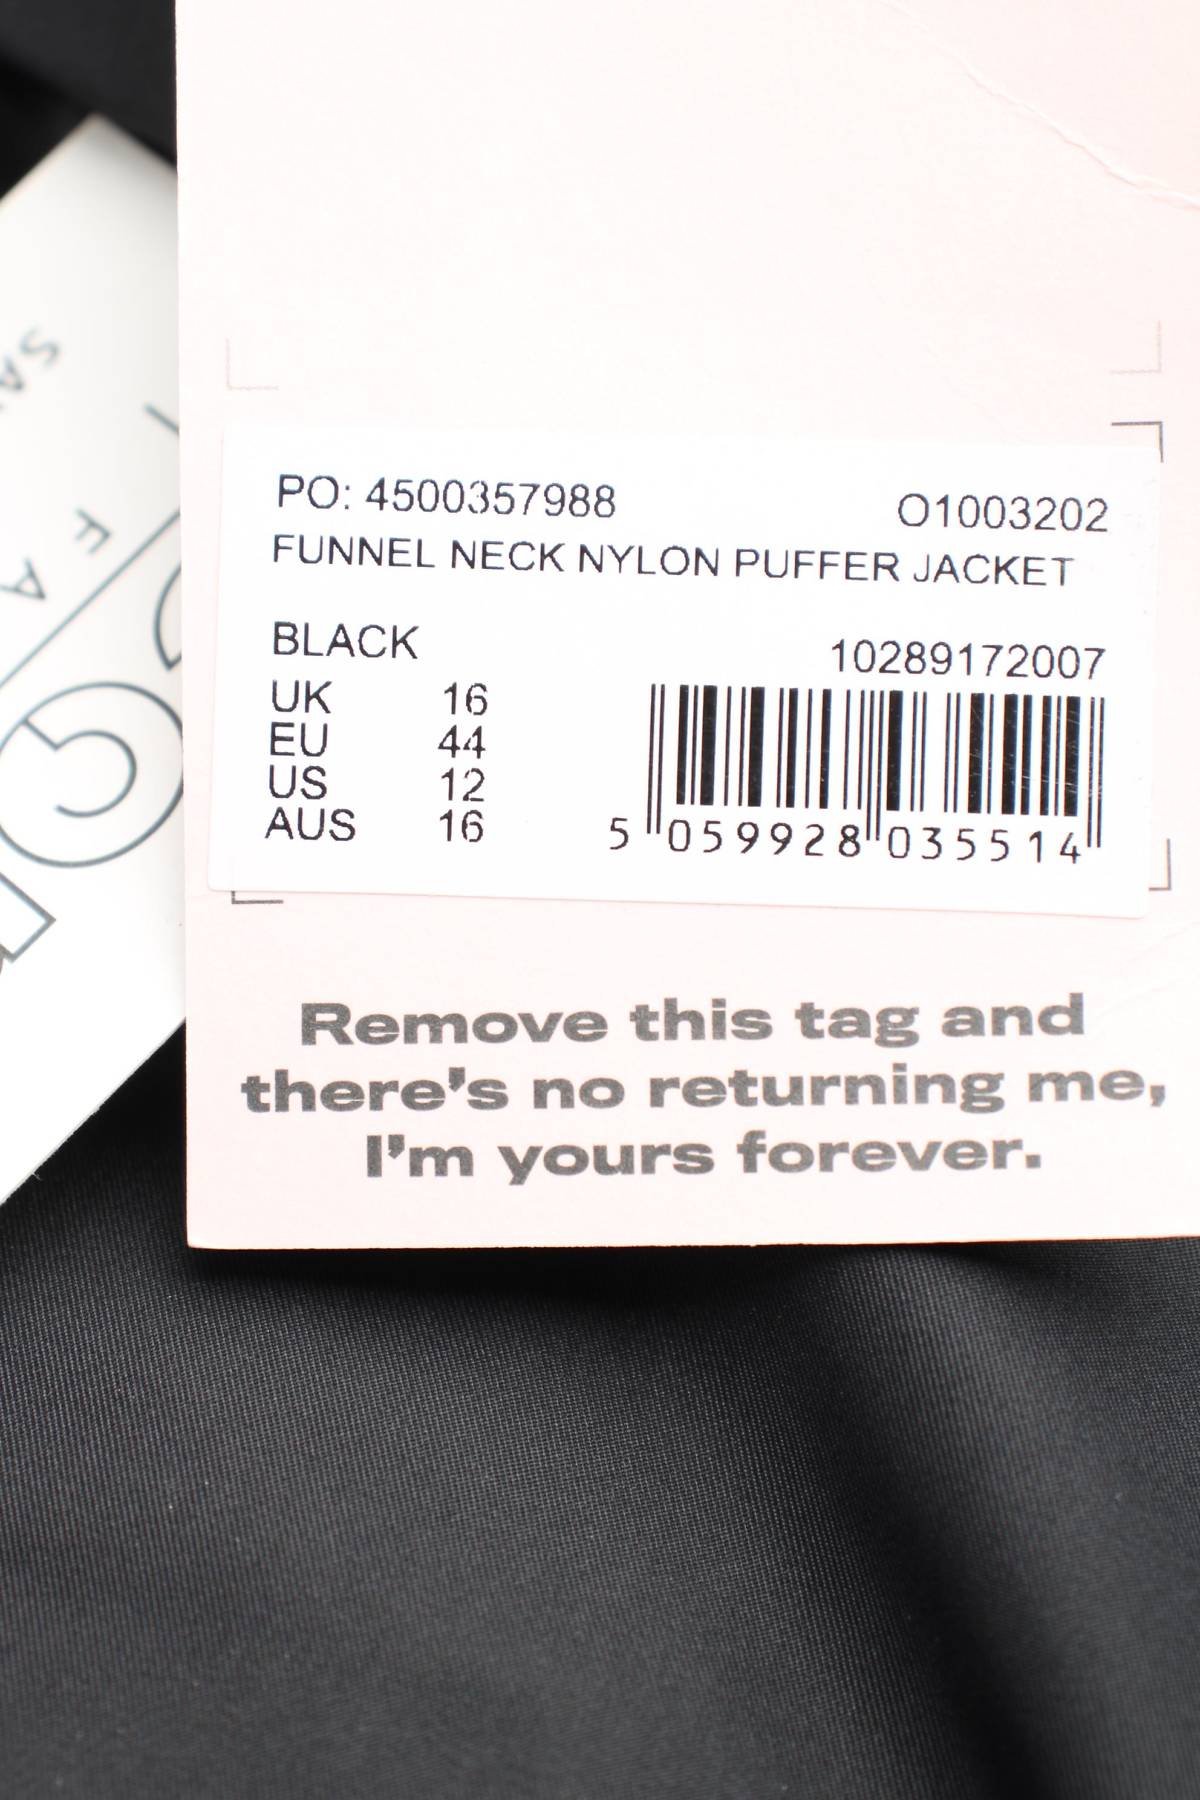 PO: 4500357988 O1003202
FUNNEL NECK NYLON PUFFER JACKET
BLACK 10289172007
UK 16
EU 44
US 12
AUS 16
5 059928 035514
Remove this tag and
there's no returning me,
I'm yours forever.